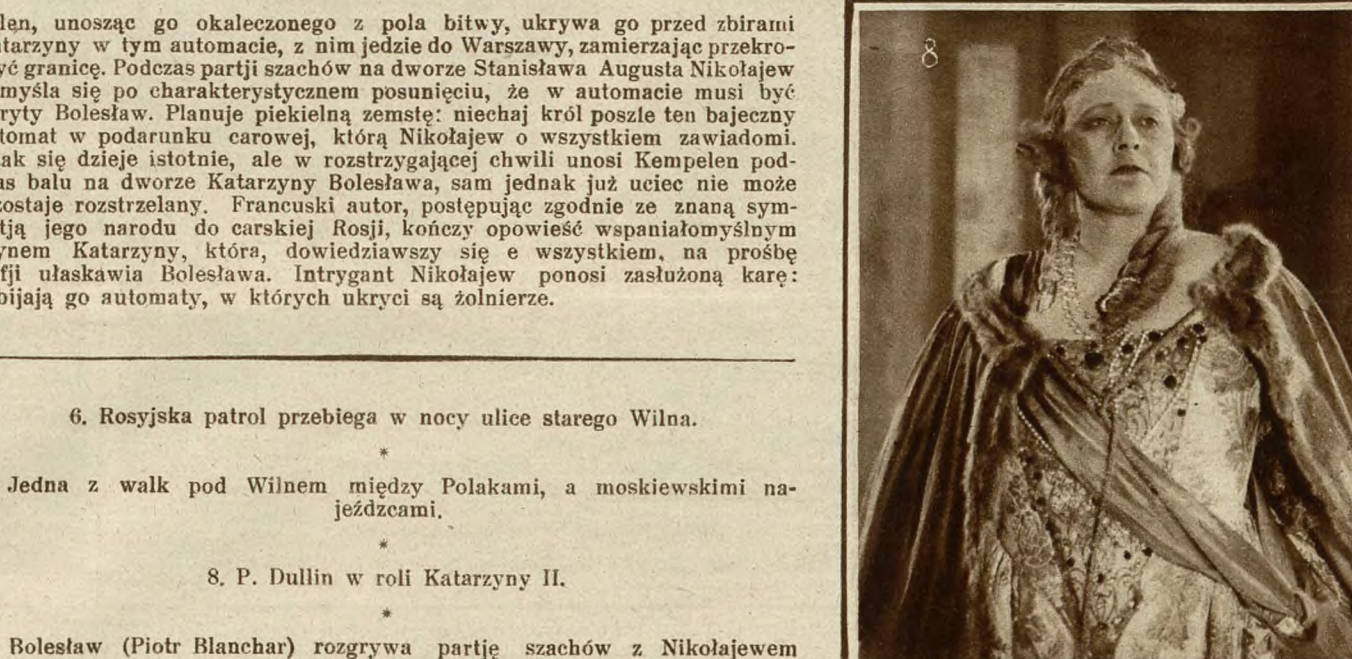 lęn, unosząc go okaleczonego z pola bitwy, ukrywa go przed zbirami
tarzyny w tym automacie, z nim jedzie do Warszawy, zamierzając przekro-
yć granicę. Podczas partji szachów na dworze Stanisława Augusta Nikołajew
myśla się po charakterystycznem posunięciu, że w automacie musi być
ryty Bolesław. Planuje piekielną zemstę: niechaj król poszle ten bajeczny
tomat w podarunku carowej, którą Nikołajew o wszystkiem zawiadomi.
ak się dzieje istotnie, ale w rozstrzygającej chwili unosi Kempelen pod-
as balu na dworze Katarzyny Bolesława, sam jednak już uciec nie może
ostaje rozstrzelany. Francuski autor, postępując zgodnie ze znaną sym-
tją jego narodu do carskiej Rosji, kończy opowieść wspaniałomyślnym
ynem Katarzyny, która, dowiedziawszy się e wszystkiem, na prośbę
fji ułaskawia Bolesława. Intrygant Nikołajew ponosi zasłużoną karę:
bijają go automaty, w których ukryci są żołnierze.
6. Rosyjska patrol przebiega w nocy ulice starego Wilna.
*
Jedna z walk pod Wilnem między Polakami, a moskiewskimi na-
jeźdzcami.
*
8. P. Dullin w roli Katarzyny II.
*
Bolesław (Piotr Blanchar) rozgrywa partję szachów z Nikołajewem
8